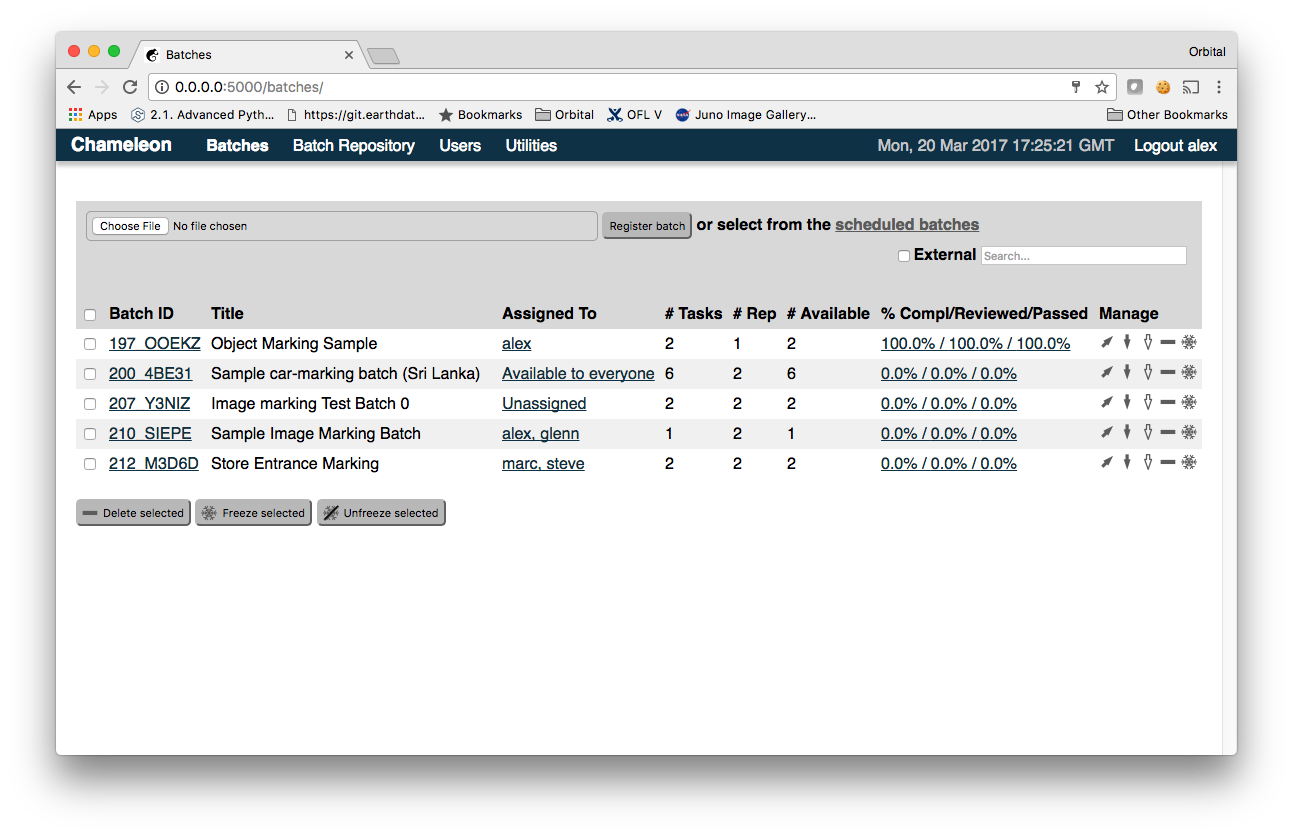 Batches
Orbital
0.0.0.0:5000/batches/
Apps 2.1. Advanced Pyth... https://git.earthdat... Bookmarks Orbital OFL V Juno Image Gallery... Other Bookmarks
Chameleon Batches Batch Repository Users Utilities Mon, 20 Mar 2017 17:25:21 GMT Logout alex
Choose File No file chosen Register batch or select from the scheduled batches
External Search...
Batch ID Title Assigned To # Tasks # Rep # Available % Compl/Reviewed/Passed Manage
197_OOEKZ Object Marking Sample alex 2 1 2 100.0% / 100.0% / 100.0%
200_4BE31 Sample car-marking batch (Sri Lanka) Available to everyone 6 2 6 0.0% / 0.0% / 0.0%
207_Y3NIZ Image marking Test Batch 0 Unassigned 2 2 2 0.0% / 0.0% / 0.0%
210_SIEPE Sample Image Marking Batch alex, glenn 1 2 1 0.0% / 0.0% / 0.0%
212_M3D6D Store Entrance Marking marc, steve 2 2 2 0.0% / 0.0% / 0.0%
Delete selected Freeze selected Unfreeze selected